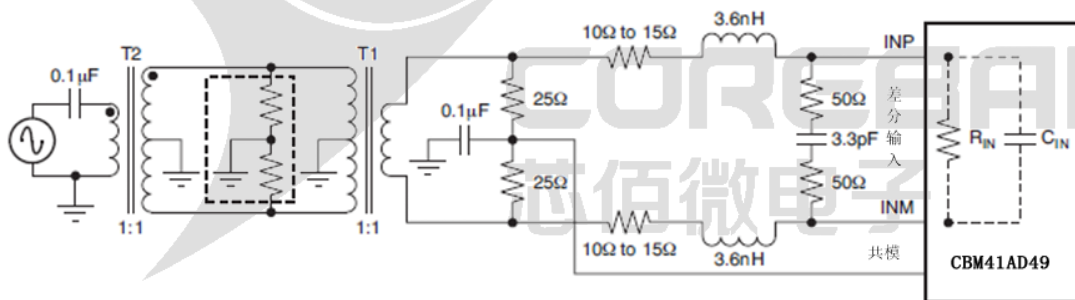 3.6nH
10Ω to 15Ω
INP
T2
T1
0.1μF
0.1μF
25Ω
50Ω
差分输入
3.3pF
RIN
CIN
25Ω
50Ω
INM
1:1
1:1
10Ω to 15Ω
3.6nH
共模
CBM41AD49
COREBAI
芯佰微电子